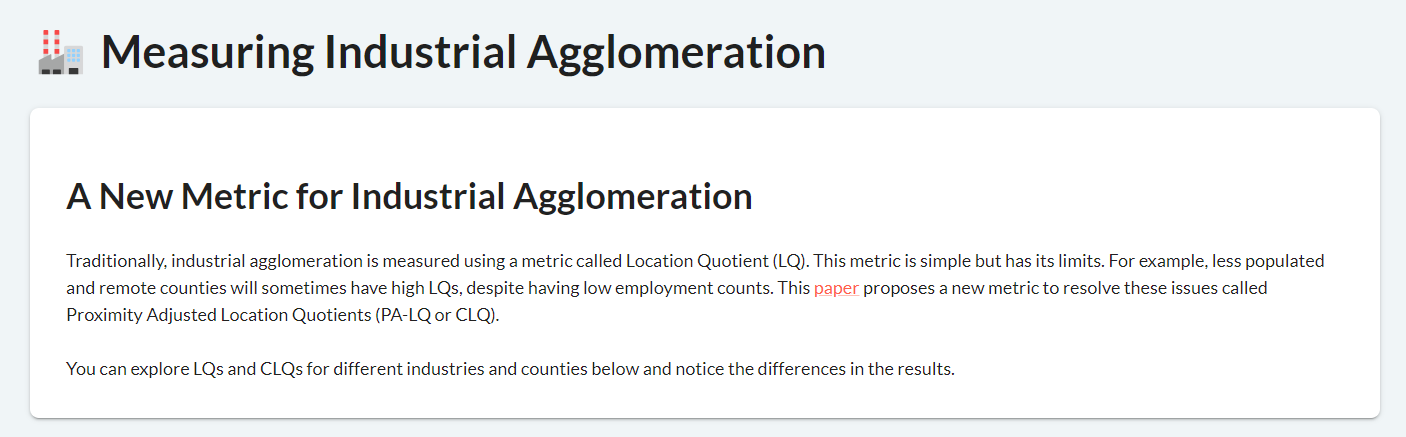 Measuring Industrial Agglomeration
A New Metric for Industrial Agglomeration
Traditionally, industrial agglomeration is measured using a metric called Location Quotient (LQ). This metric is simple but has its limits. For example, less populated
and remote counties will sometimes have high LQs, despite having low employment counts. This paper proposes a new metric to resolve these issues called
Proximity Adjusted Location Quotients (PA-LQ or CLQ).
You can explore LQs and CLQs for different industries and counties below and notice the differences in the results.